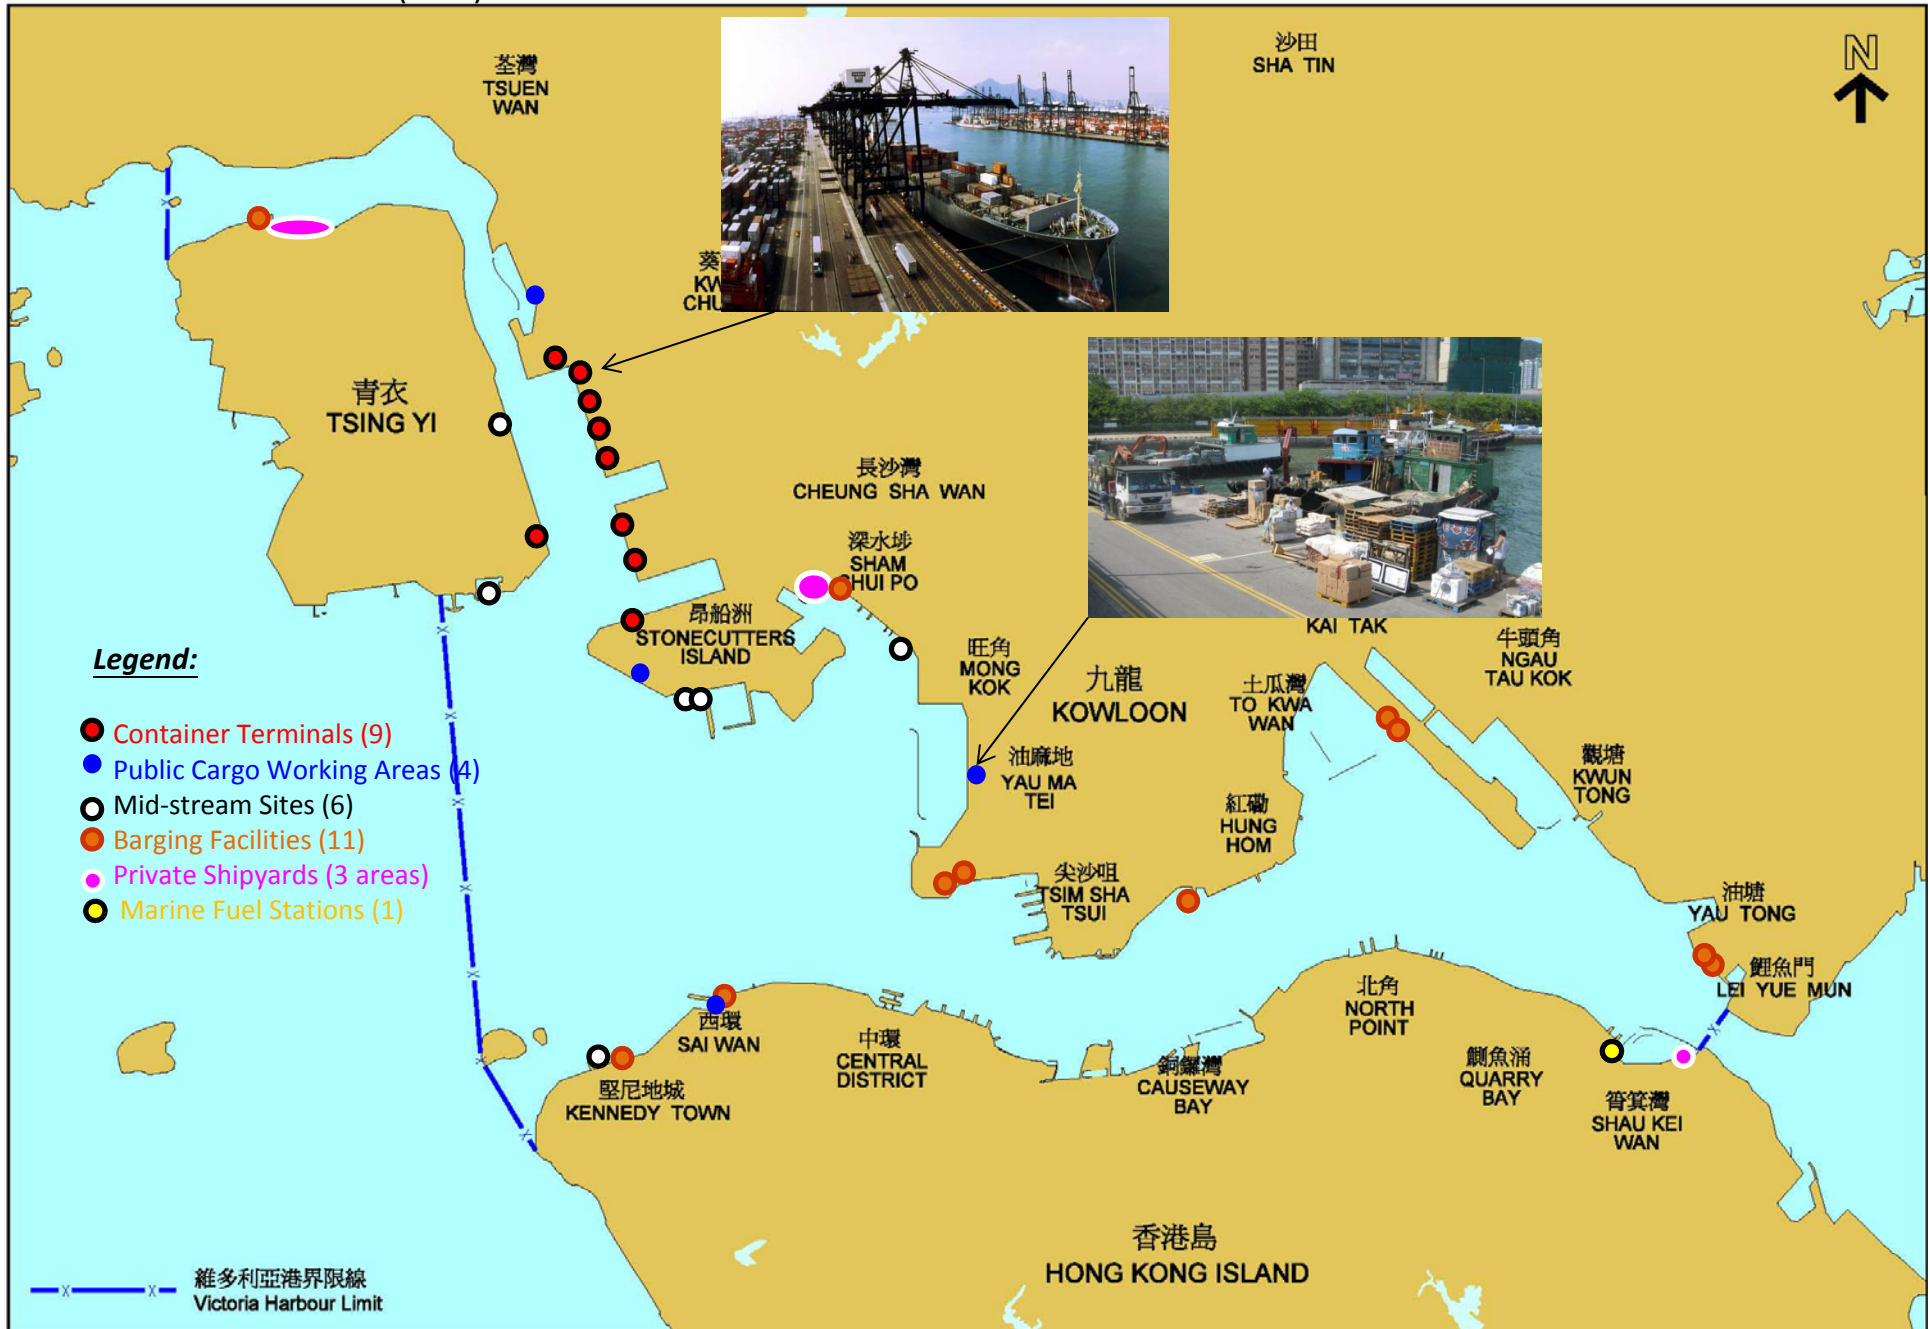 荃灣
TSUEN
WAN
沙田
SHA TIN
N
葵
KW
CHU
青衣
TSING YI
長沙灣
CHEUNG SHA WAN
深水埗
SHAM
SHUI PO
昂船洲
STONECUTTERS
ISLAND
旺角
MONG
KOK
九龍
KOWLOON
KAI TAK
牛頭角
NGAU
TAU KOK
土瓜灣
TO KWA
WAN
油麻地
YAU MA
TEI
觀塘
KWUN
TONG
紅磡
HUNG
HOM
尖沙咀
TSIM SHA
TSUI
油塘
YAU TONG
鯉魚門
LEI YUE MUN
Legend:
Container Terminals (9)
Public Cargo Working Areas (4)
Mid-stream Sites (6)
Barging Facilities (11)
Private Shipyards (3 areas)
Marine Fuel Stations (1)
西環
SAI WAN
中環
CENTRAL
DISTRICT
北角
NORTH
POINT
堅尼地城
KENNEDY TOWN
銅鑼灣
CAUSEWAY
BAY
鰂魚涌
QUARRY
BAY
筲箕灣
SHAU KEI
WAN
香港島
HONG KONG ISLAND
維多利亞港界限線
Victoria Harbour Limit